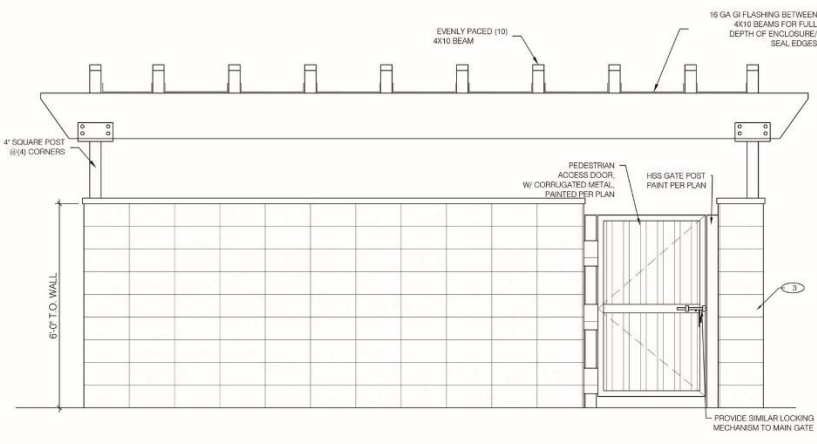 16 GA GI FLASHING BETWEEN
4X10 BEAMS FOR FULL
DEPTH OF ENCLOSURE/
SEAL EDGES
EVENLY PACED (10)
4X10 BEAM
4" SQUARE POST
@(4) CORNERS
PEDESTRIAN
ACCESS DOOR,
W/ CORRUGATED METAL,
PAINTED PER PLAN
HSS GATE POST
PAINT PER PLAN
6'-0" T.O. WALL
3
PROVIDE SIMILAR LOCKING
MECHANISM TO MAIN GATE